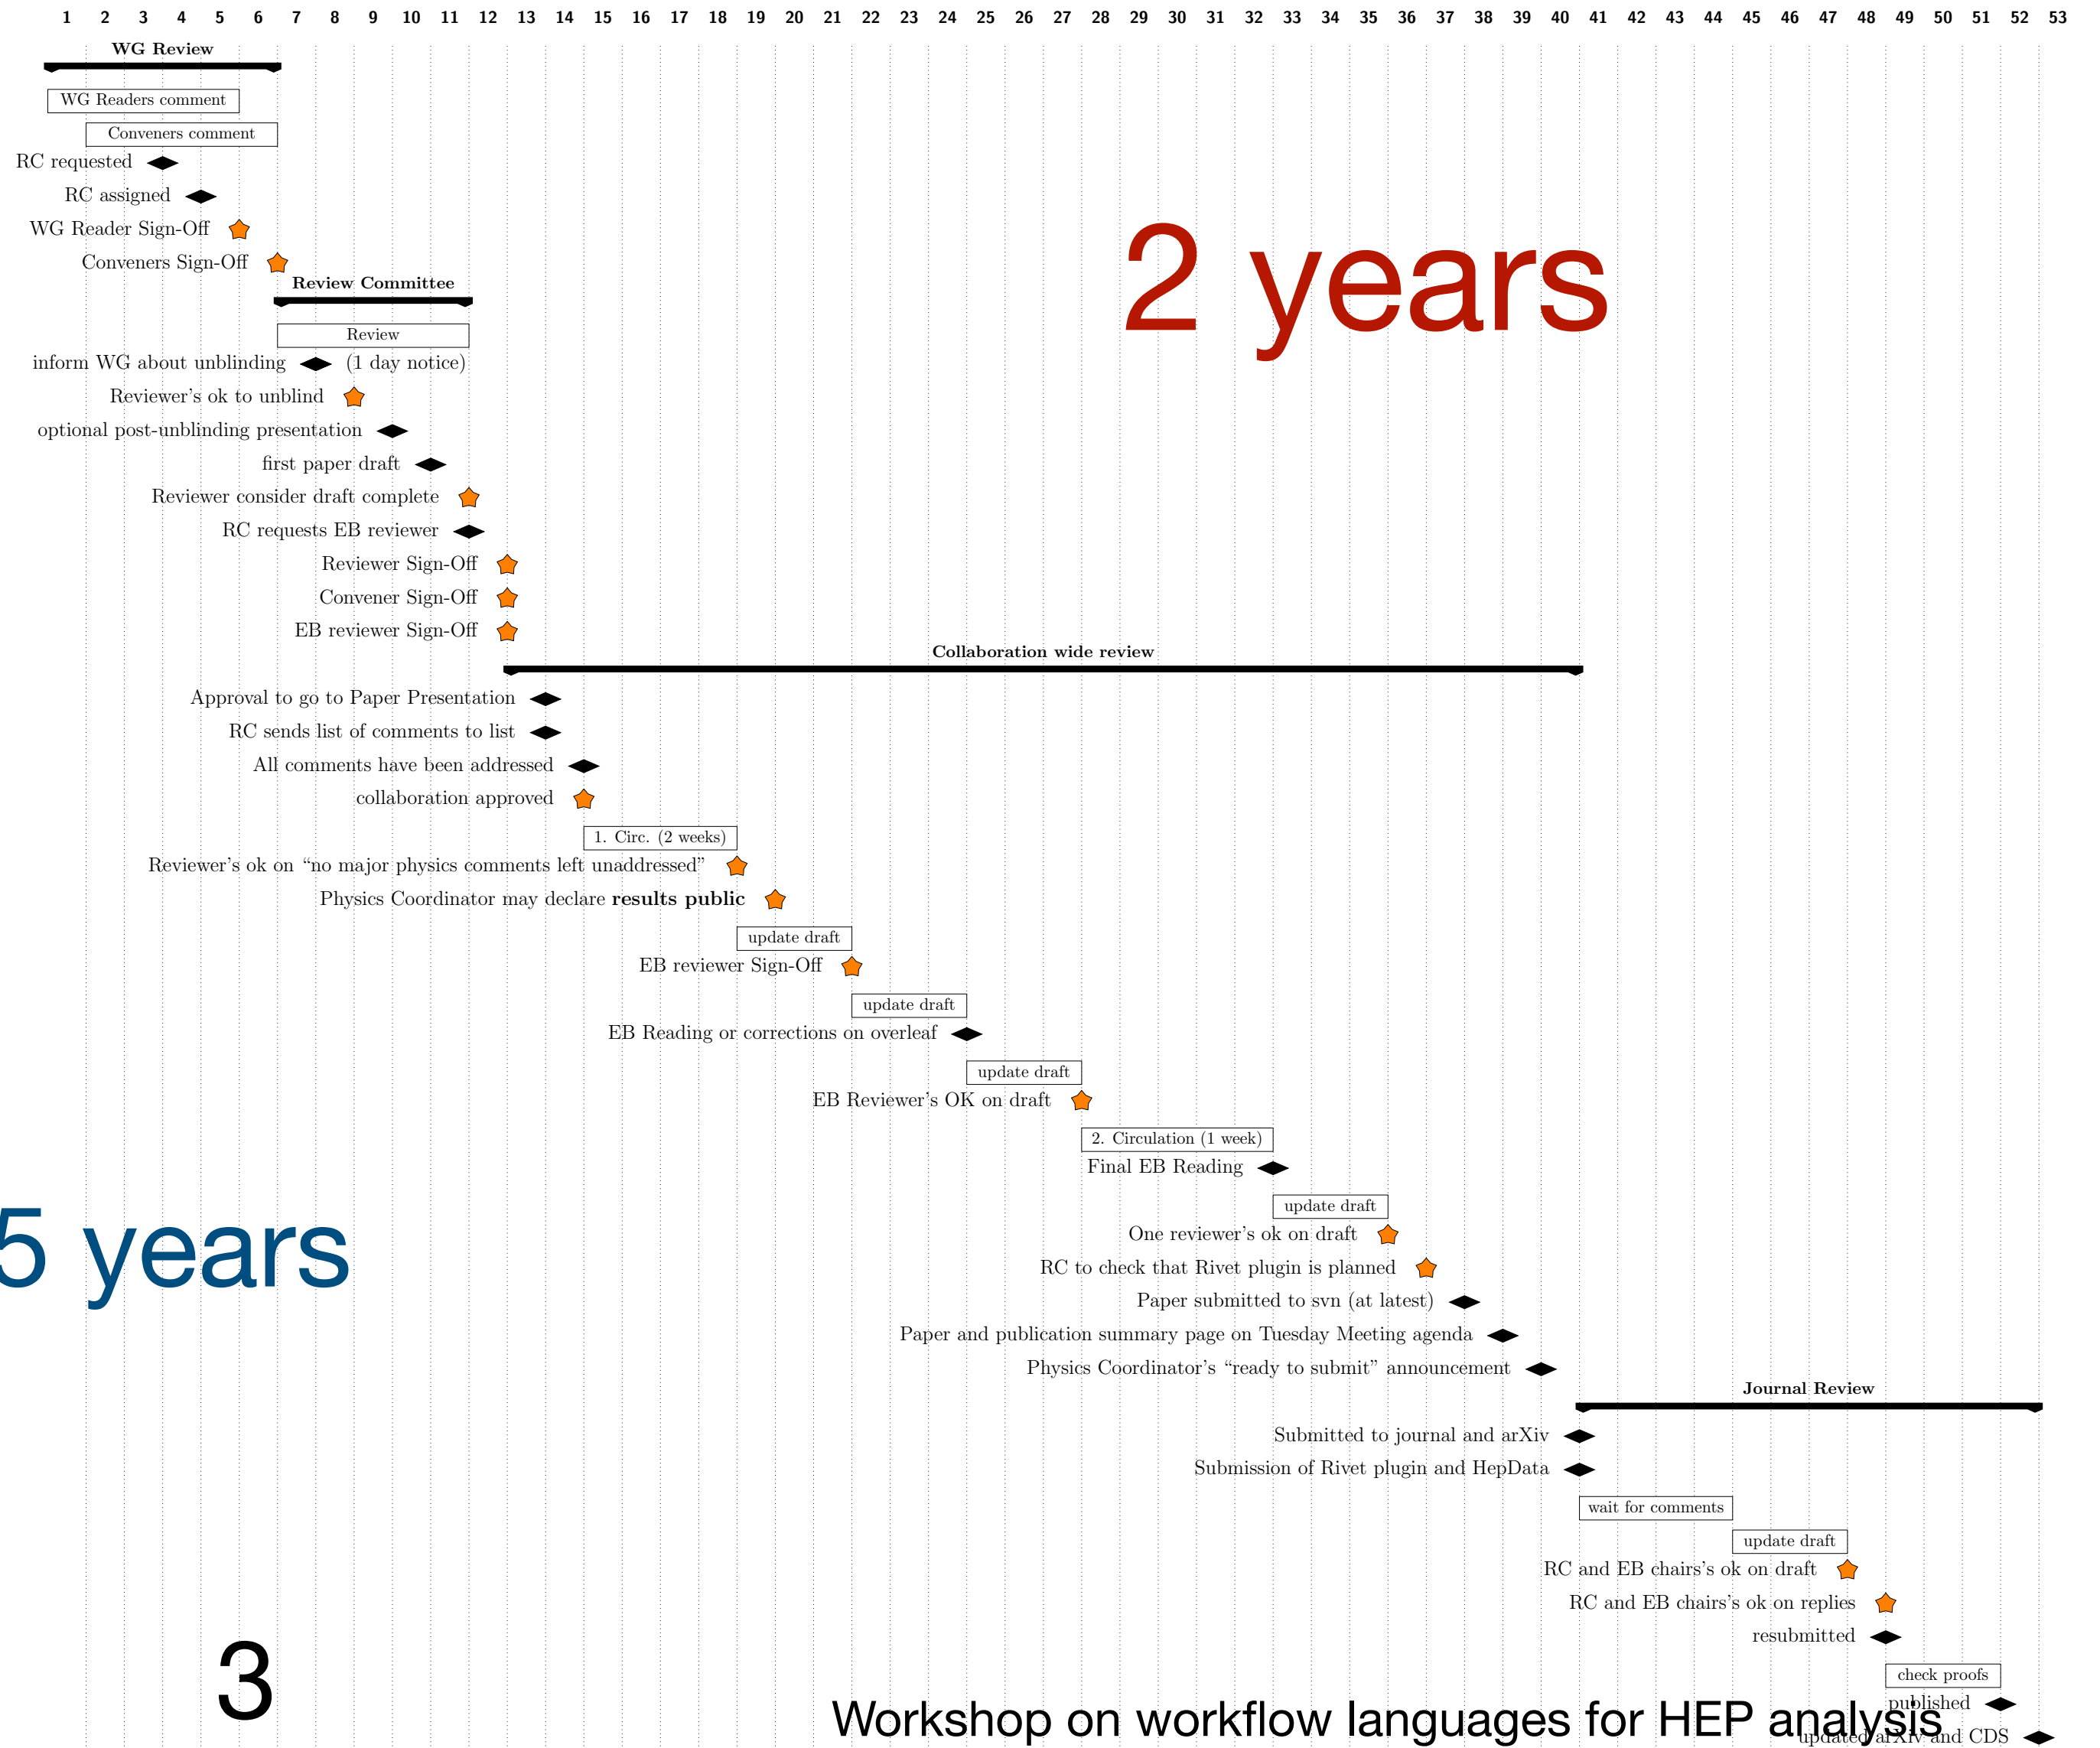 1 2 3 4 5 6 7 8 9 10 11 12 13 14 15 16 17 18 19 20 21 22 23 24 25 26 27 28 29 30 31 32 33 34 35 36 37 38 39 40 41 42 43 44 45 46 47 48 49 50 51 52 53
WG Review
WG Readers comment
Conveners comment
RC requested
RC assigned
WG Reader Sign-Off
2 years
Conveners Sign-Off
Review Committee
Review
inform WG about unblinding (1 day notice)
Reviewer's ok to unblind
optional post-unblinding presentation
first paper draft
Reviewer consider draft complete
RC requests EB reviewer
Reviewer Sign-Off
Convener Sign-Off
EB reviewer Sign-Off
Collaboration wide review
Approval to go to Paper Presentation
RC sends list of comments to list
All comments have been addressed
collaboration approved
1. Circ. (2 weeks)
Reviewer's ok on “no major physics comments left unaddressed”
Physics Coordinator may declare results public
update draft
EB reviewer Sign-Off
update draft
EB Reading or corrections on overleaf
update draft
EB Reviewer's OK on draft
2. Circulation (1 week)
Final EB Reading
update draft
One reviewer's ok on draft
5 years
RC to check that Rivet plugin is planned
Paper submitted to svn (at latest)
Paper and publication summary page on Tuesday Meeting agenda
Physics Coordinator's “ready to submit” announcement
Journal Review
Submitted to journal and arXiv
Submission of Rivet plugin and HepData
wait for comments
update draft
RC and EB chairs's ok on draft
RC and EB chairs's ok on replies
resubmitted
check proofs
published
3
Workshop on workflow languages for HEP analysis
updated arXiv and CDS